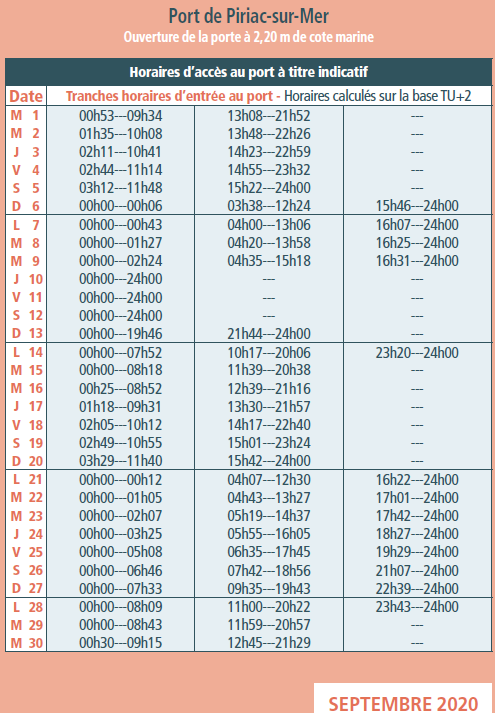 Port de Piriac-sur-Mer
Ouverture de la porte à 2,20 m de cote marine
Horaires d'accès au port à titre indicatif
Date Tranches horaires d'entrée au port - Horaires calculés sur la base TU+2
M 1 00h53---09h34 13h08---21h52 ---
M 2 01h35---10h08 13h48---22h26 ---
J 3 02h11---10h41 14h23---22h59 ---
V 4 02h44---11h14 14h55---23h32 ---
S 5 03h12---11h48 15h22---24h00 ---
D 6 00h00---00h06 03h38---12h24 15h46---24h00
L 7 00h00---00h43 04h00---13h06 16h07---24h00
M 8 00h00---01h27 04h20---13h58 16h25---24h00
M 9 00h00---02h24 04h35---15h18 16h31---24h00
J 10 00h00---24h00 --- ---
V 11 00h00---24h00 --- ---
S 12 00h00---24h00 --- ---
D 13 00h00---19h46 21h44---24h00 ---
L 14 00h00---07h52 10h17---20h06 23h20---24h00
M 15 00h00---08h18 11h39---20h38 ---
M 16 00h25---08h52 12h39---21h16 ---
J 17 01h18---09h31 13h30---21h57 ---
V 18 02h05---10h12 14h17---22h40 ---
S 19 02h49---10h55 15h01---23h24 ---
D 20 03h29---11h40 15h42---24h00 ---
L 21 00h00---00h12 04h07---12h30 16h22---24h00
M 22 00h00---01h05 04h43---13h27 17h01---24h00
M 23 00h00---02h07 05h19---14h37 17h42---24h00
J 24 00h00---03h25 05h55---16h05 18h27---24h00
V 25 00h00---05h08 06h35---17h45 19h29---24h00
S 26 00h00---06h46 07h42---18h56 21h07---24h00
D 27 00h00---07h33 09h35---19h43 22h39---24h00
L 28 00h00---08h09 11h00---20h22 23h43---24h00
M 29 00h00---08h43 11h59---20h57 ---
M 30 00h30---09h15 12h45---21h29 ---
SEPTEMBRE 2020